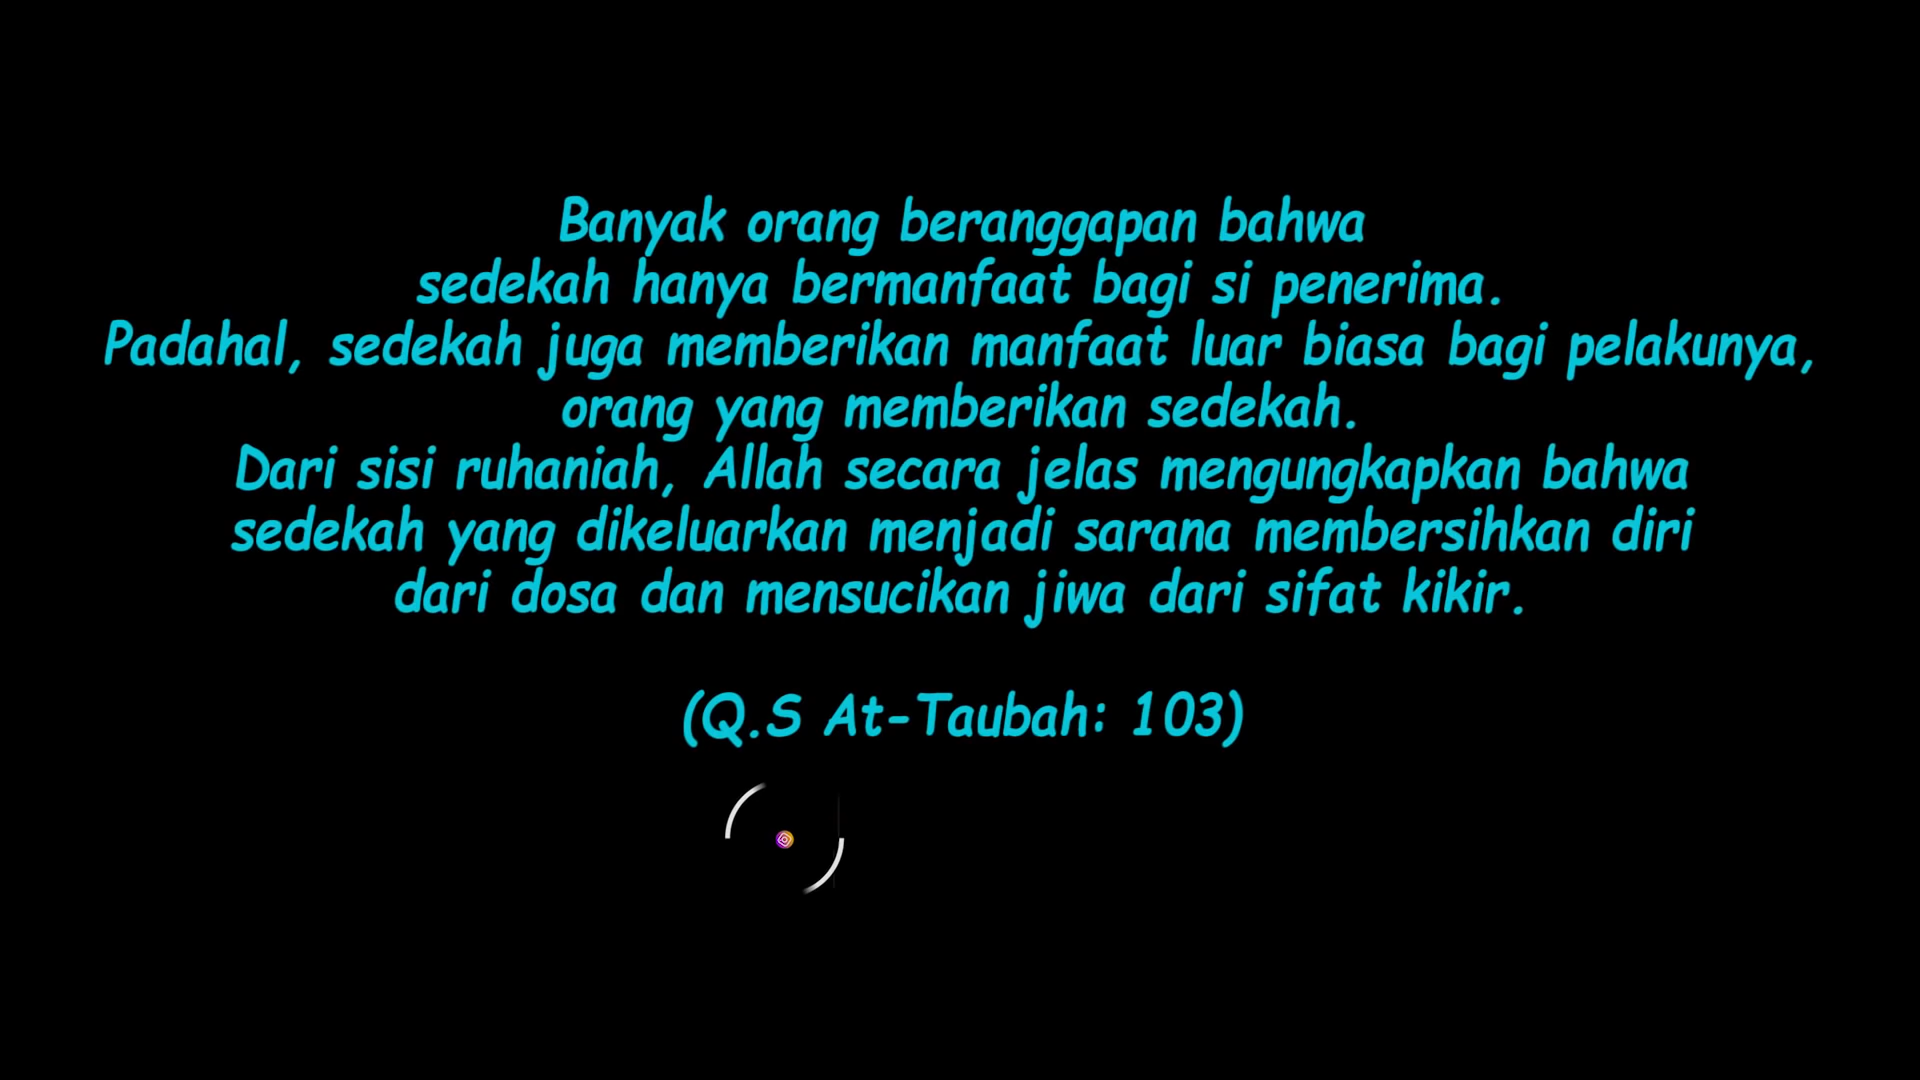 Banyak orang beranggapan bahwa
sedekah hanya bermanfaat bagi si penerima.
Padahal, sedekah juga memberikan manfaat luar biasa bagi pelakunya,
orang yang memberikan sedekah.
Dari sisi ruhaniah, Allah secara jelas mengungkapkan bahwa
sedekah yang dikeluarkan menjadi sarana membersihkan diri
dari dosa dan mensucikan jiwa dari sifat kikir.
(Q.S At-Taubah: 103)